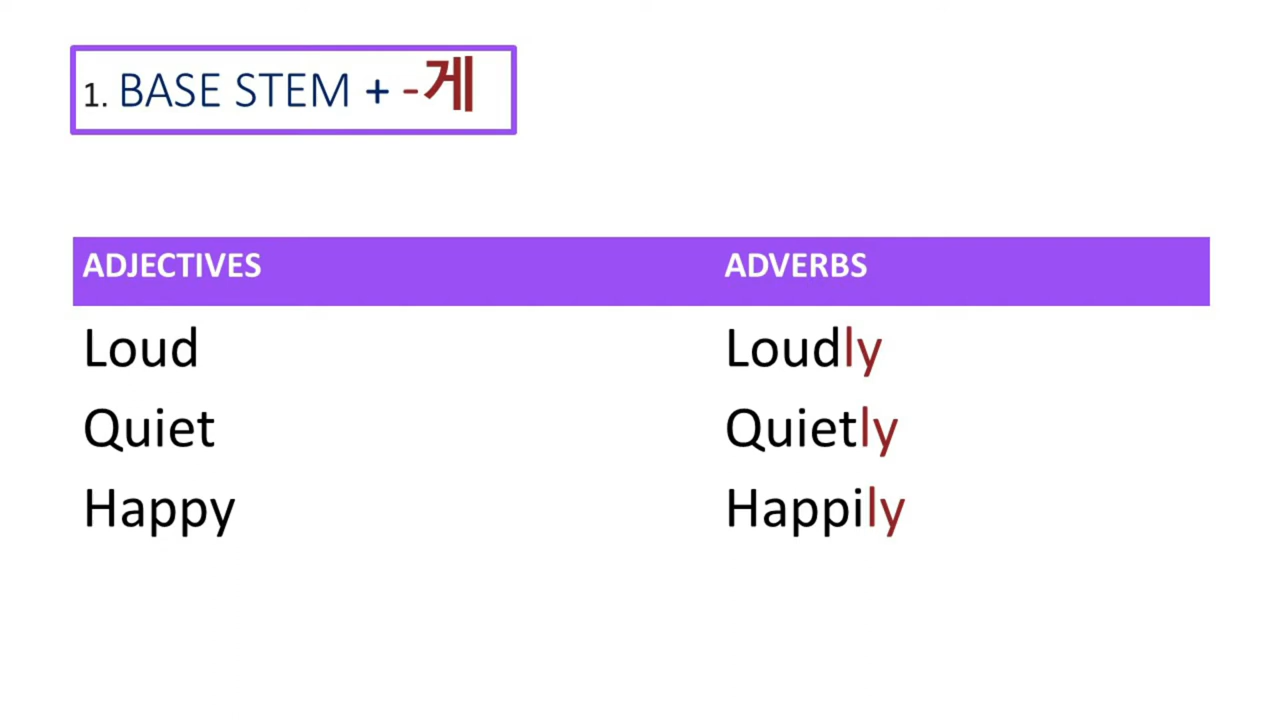 1. BASE STEM + -게
ADJECTIVES ADVERBS
Loud Loudly
Quiet Quietly
Happy Happily